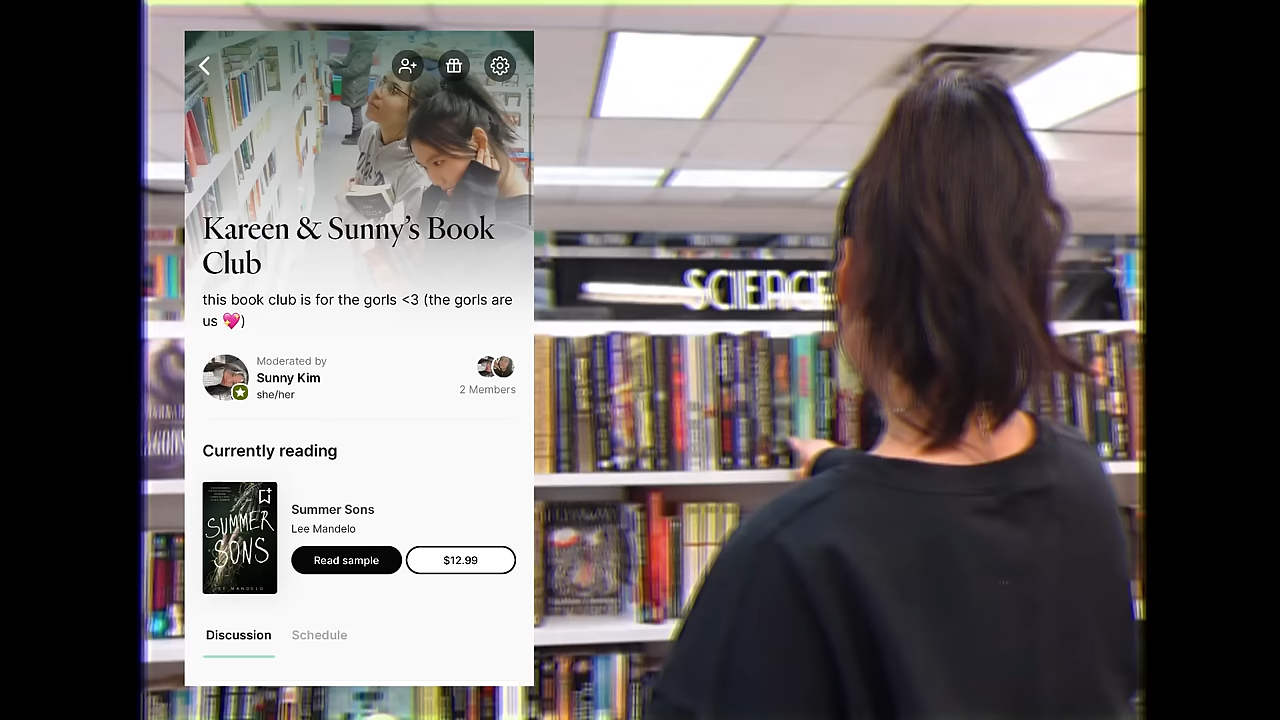 Kareen & Sunny's Book
Club
this book club is for the gorls <3 (the gorls are
us 💖)
Moderated by
Sunny Kim
she/her
2 Members
Currently reading
SUMMER
SONS
LEE MANDELO
Summer Sons
Lee Mandelo
Read sample
$12.99
Discussion
Schedule
SCIENCE